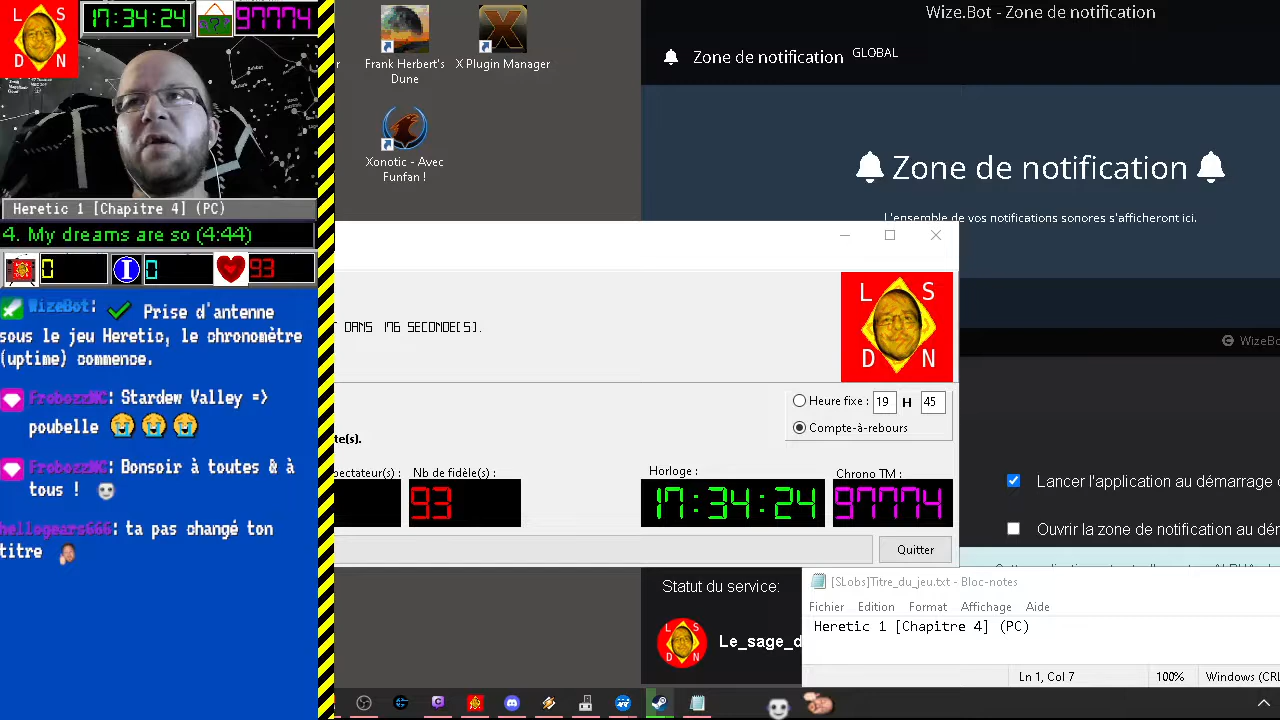 L S
D N
17:34:24
97774
Heretic 1 [Chapitre 4] (PC)
4. My dreams are so (4:44)
0
0
93
WizeBot: Prise d'antenne
sous le jeu Heretic, le chronomètre
(uptime) commence.
FrobozzMC: Stardew Valley =>
poubelle
FrobozzMC: Bonsoir à toutes & à
tous !
hellogears666: ta pas changé ton
titre
Frank Herbert's
Dune
X Plugin Manager
Xonotic - Avec
Funfan !
Wize.Bot - Zone de notification
Zone de notification GLOBAL
Zone de notification
L'ensemble de vos notifications sonores s'afficheront ici.
DANS 176 SECONDE(S).
L S
D N
Heure fixe : 19 H 45
Compte-à-rebours
te(s).
pectateur(s) :
Nb de fidèle(s) :
93
Horloge :
17:34:24
Chrono TM :
97774
Quitter
WizeBo
Lancer l'application au démarrage
Ouvrir la zone de notification au dé
Statut du service:
L S
D N
Le_sage_d
[SLobs]Titre_du_jeu.txt - Bloc-notes
Fichier Edition Format Affichage Aide
Heretic 1 [Chapitre 4] (PC)
Ln 1, Col 7
100%
Windows (CRL